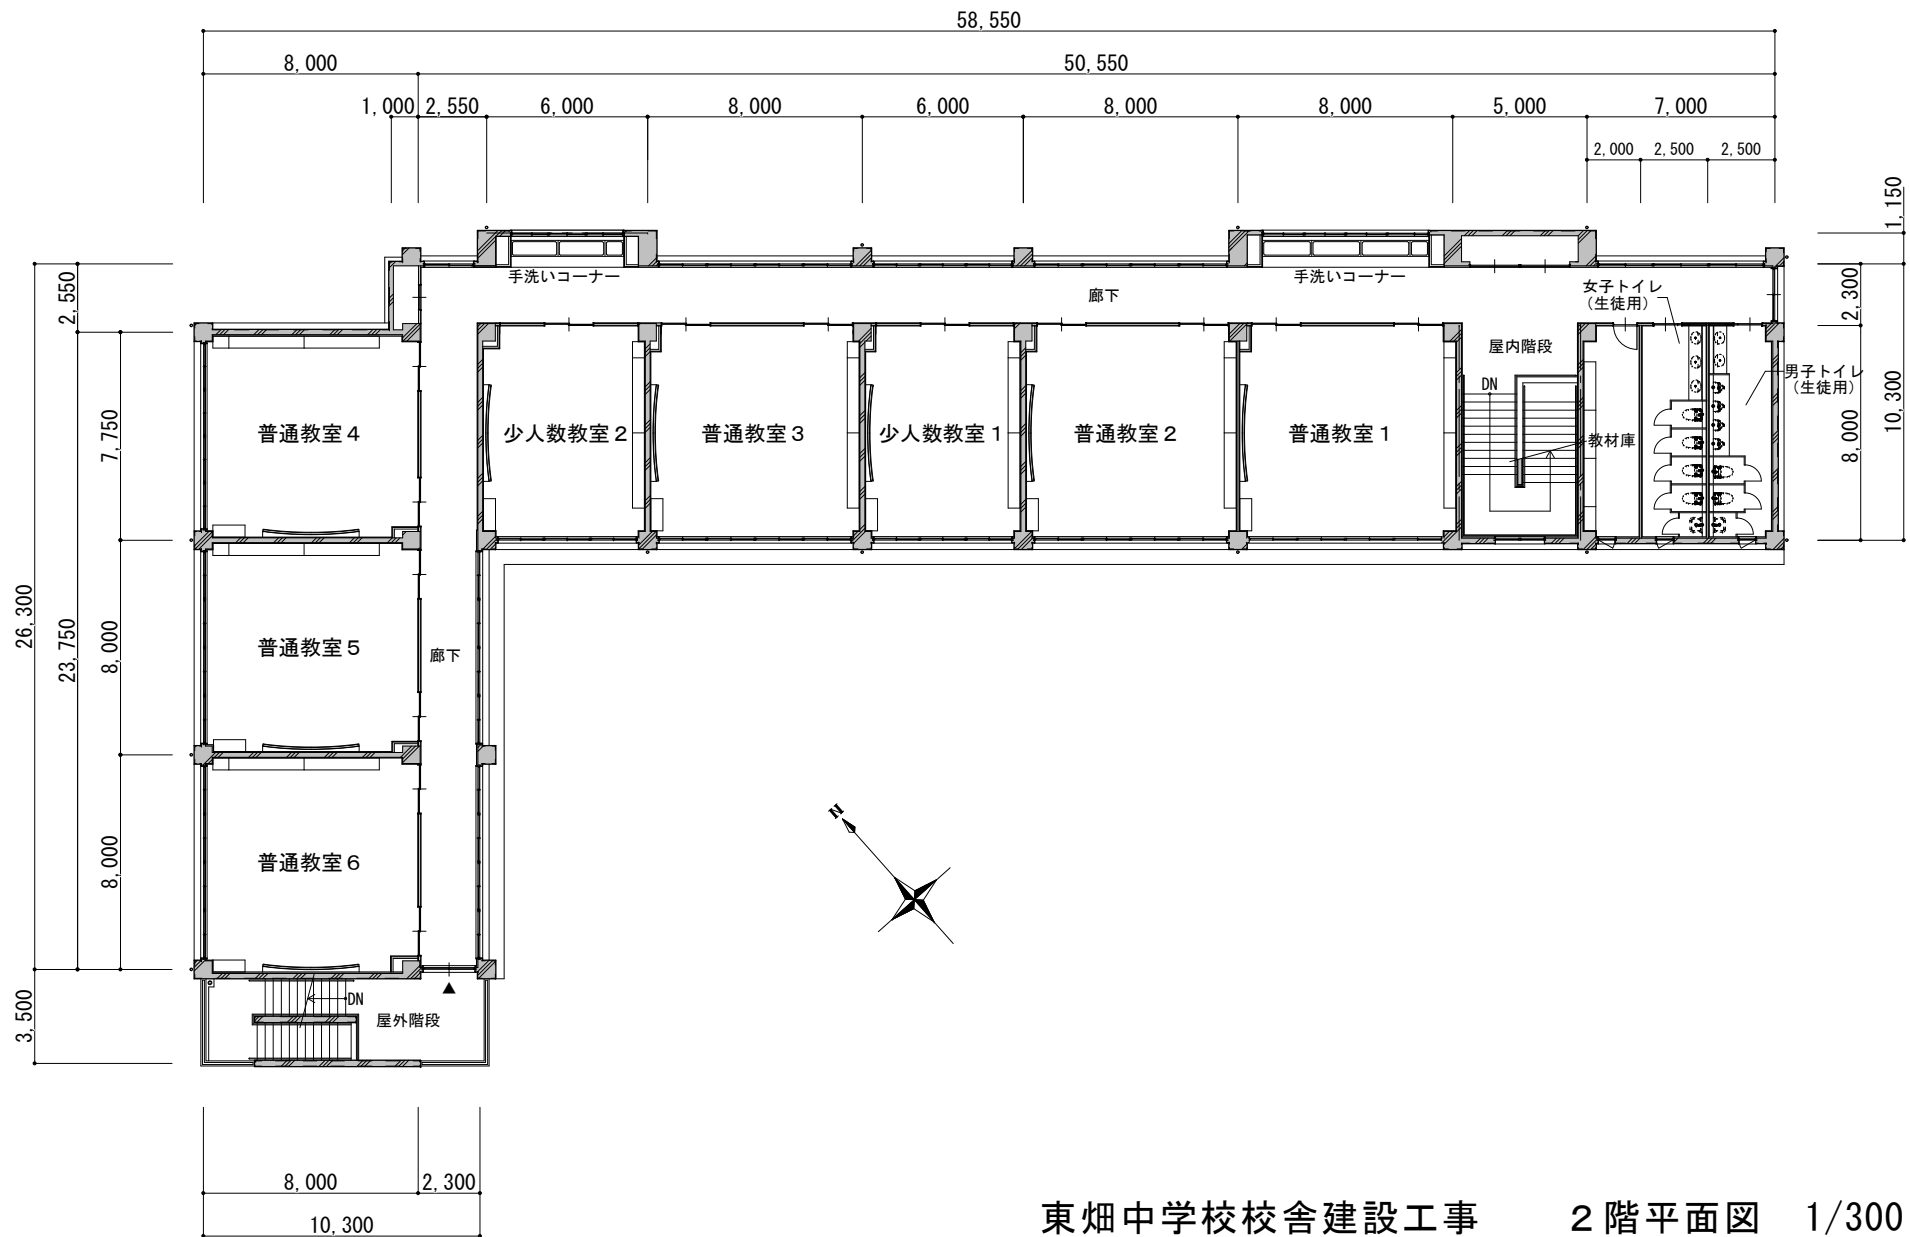 58,550
8,000
50,550
1,000
2,550
6,000
8,000
6,000
8,000
8,000
5,000
7,000
2,000
2,500
2,500
1,150
2,550
手洗いコーナー
手洗いコーナー
廊下
女子トイレ
（生徒用）
2,300
屋内階段
男子トイレ
（生徒用）
DN
7,750
普通教室４
少人数教室２
普通教室３
少人数教室１
普通教室２
普通教室１
教材庫
8,000
10,300
26,300
23,750
8,000
普通教室５
廊下
N
8,000
普通教室６
3,500
DN
屋外階段
8,000
2,300
10,300
東畑中学校校舎建設工事　２階平面図　1/300